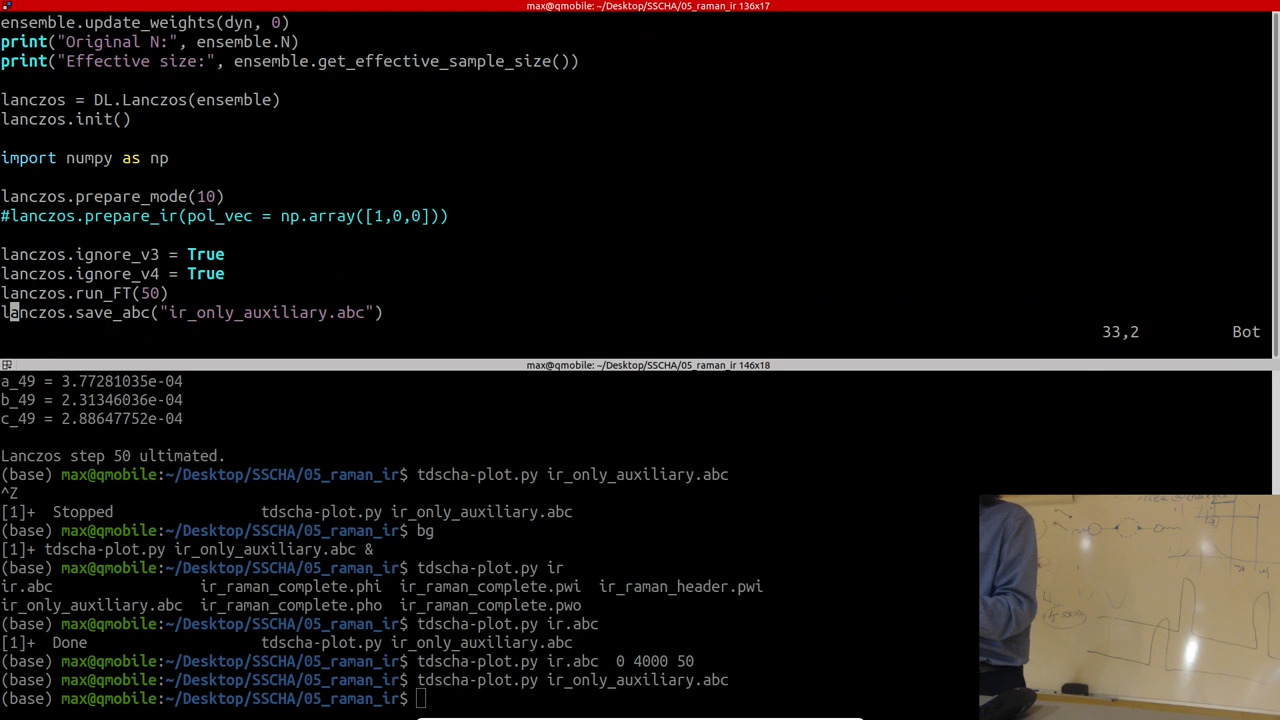 max@qmobile: ~/Desktop/SSCHA/05_raman_ir 136x17
ensemble.update_weights(dyn, 0)
print("Original N:", ensemble.N)
print("Effective size:", ensemble.get_effective_sample_size())
lanczos = DL.Lanczos(ensemble)
lanczos.init()
import numpy as np
lanczos.prepare_mode(10)
#lanczos.prepare_ir(pol_vec = np.array([1,0,0]))
lanczos.ignore_v3 = True
lanczos.ignore_v4 = True
lanczos.run_FT(50)
lanczos.save_abc("ir_only_auxiliary.abc")
33,2 Bot
max@qmobile: ~/Desktop/SSCHA/05_raman_ir 146x18
a_49 = 3.77281035e-04
b_49 = 2.31346036e-04
c_49 = 2.88647752e-04
Lanczos step 50 ultimated.
(base) max@qmobile:~/Desktop/SSCHA/05_raman_ir$ tdscha-plot.py ir_only_auxiliary.abc
^Z
[1]+  Stopped                 tdscha-plot.py ir_only_auxiliary.abc
(base) max@qmobile:~/Desktop/SSCHA/05_raman_ir$ bg
[1]+ tdscha-plot.py ir_only_auxiliary.abc &
(base) max@qmobile:~/Desktop/SSCHA/05_raman_ir$ tdscha-plot.py ir
ir.abc                 ir_raman_complete.phi  ir_raman_complete.pwi  ir_raman_header.pwi
ir_only_auxiliary.abc  ir_raman_complete.pho  ir_raman_complete.pwo
(base) max@qmobile:~/Desktop/SSCHA/05_raman_ir$ tdscha-plot.py ir.abc
[1]+  Done                    tdscha-plot.py ir_only_auxiliary.abc
(base) max@qmobile:~/Desktop/SSCHA/05_raman_ir$ tdscha-plot.py ir.abc  0 4000 50
(base) max@qmobile:~/Desktop/SSCHA/05_raman_ir$ tdscha-plot.py ir_only_auxiliary.abc
(base) max@qmobile:~/Desktop/SSCHA/05_raman_ir$